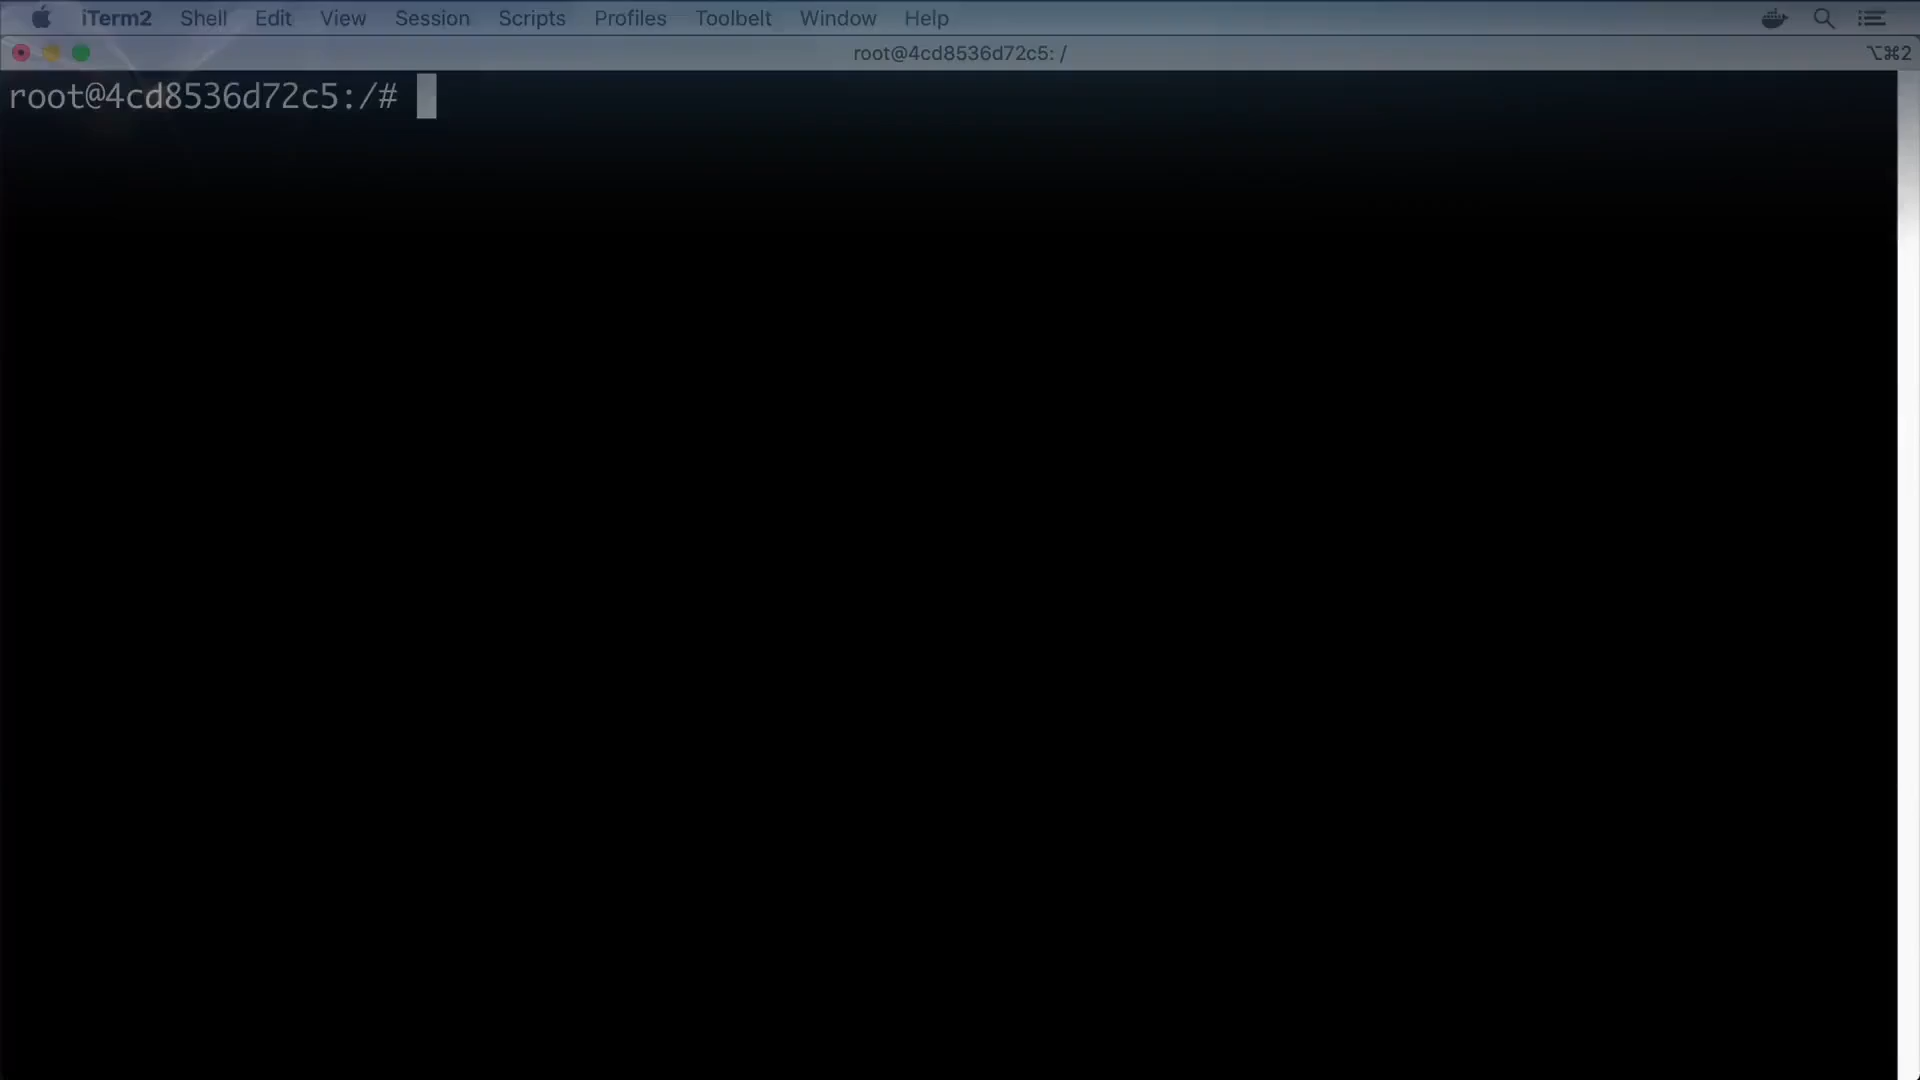 iTerm2 Shell Edit View Session Scripts Profiles Toolbelt Window Help
root@4cd8536d72c5: / ⌥⌘2
root@4cd8536d72c5:/#